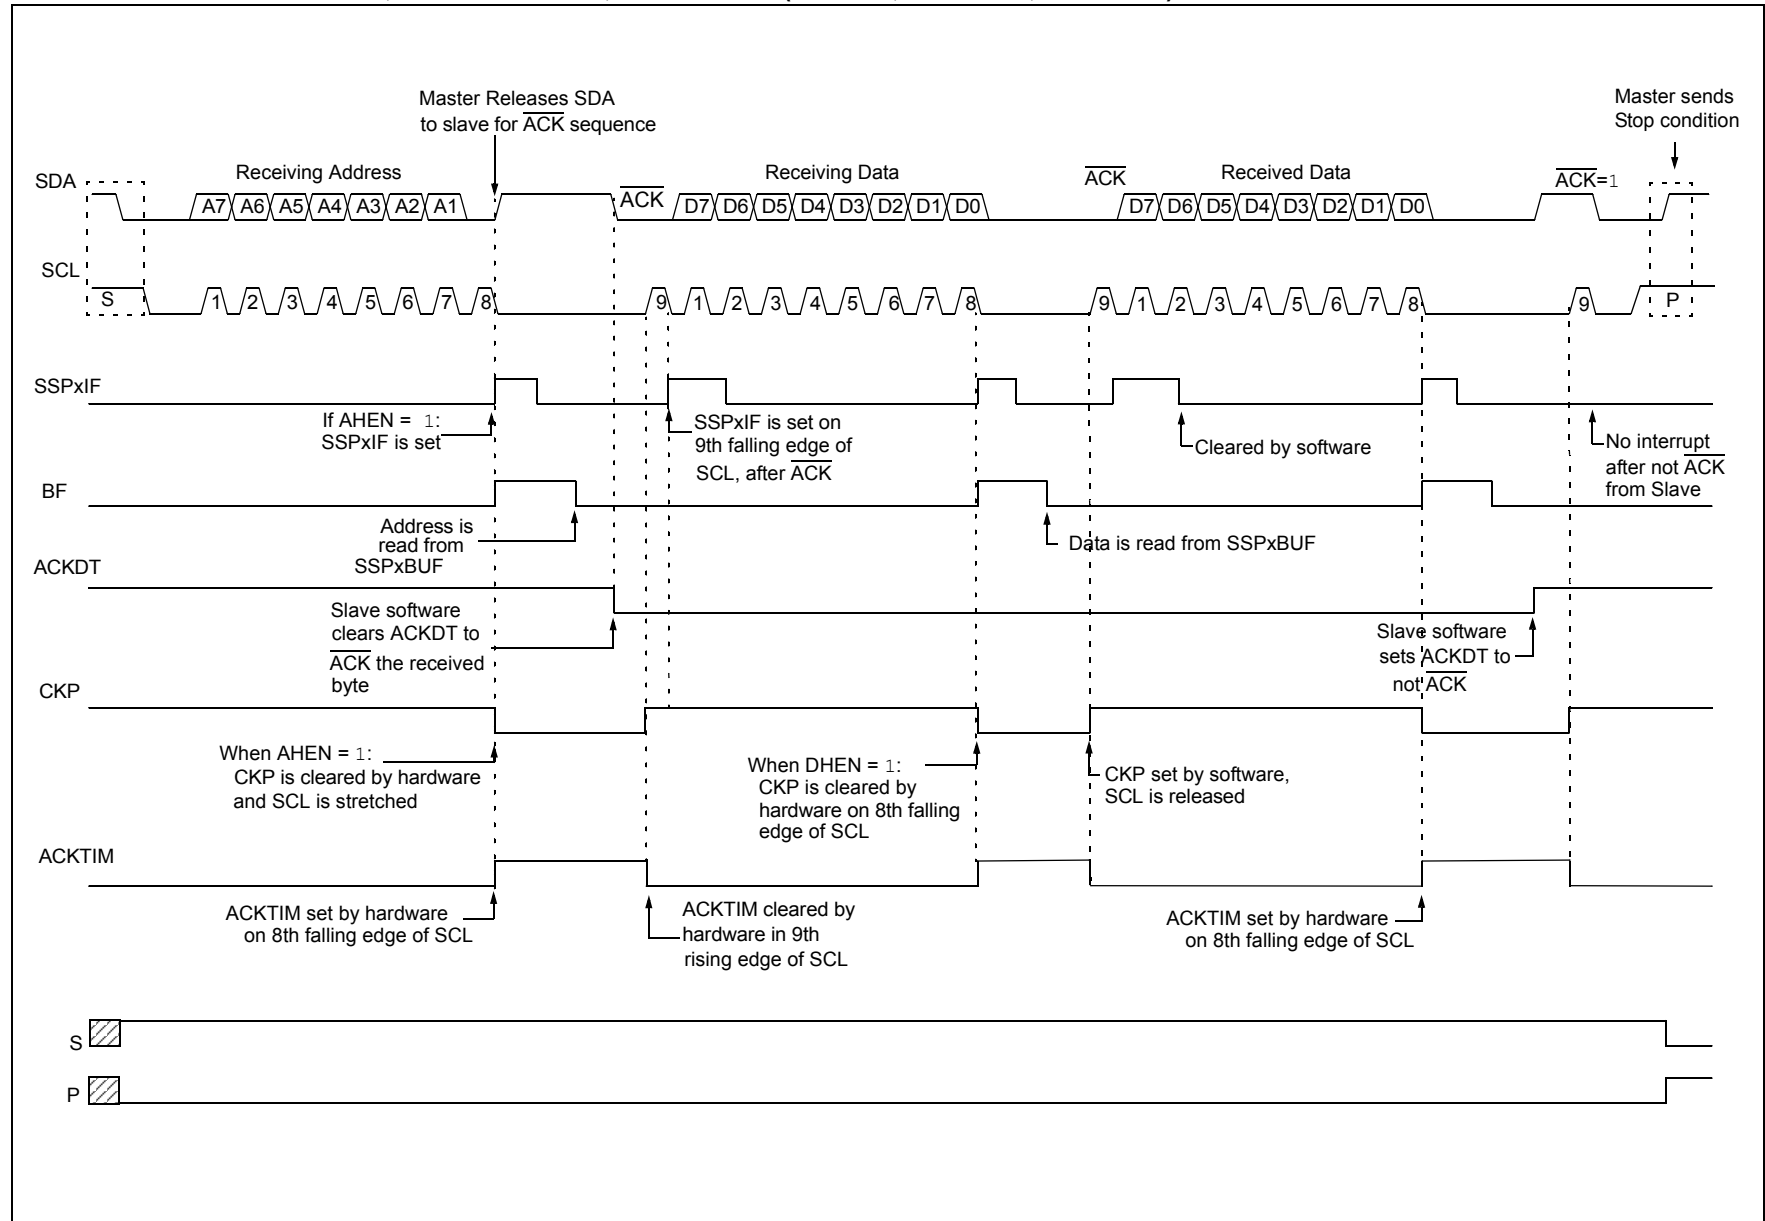 Master Releases SDA
to slave for ACK sequence
Master sends
Stop condition
SDA
Receiving Address
ACK
Receiving Data
ACK
Received Data
ACK=1
A7 A6 A5 A4 A3 A2 A1
D7 D6 D5 D4 D3 D2 D1 D0
D7 D6 D5 D4 D3 D2 D1 D0
SCL
S
1 2 3 4 5 6 7 8
9 1 2 3 4 5 6 7 8
9 1 2 3 4 5 6 7 8
9
P
SSPxIF
If AHEN = 1:
SSPxIF is set
SSPxIF is set on
9th falling edge of
SCL, after ACK
Cleared by software
No interrupt
after not ACK
from Slave
BF
Address is
read from
SSPxBUF
Data is read from SSPxBUF
ACKDT
Slave software
clears ACKDT to
ACK the received
byte
Slave software
sets ACKDT to
not ACK
CKP
When AHEN = 1:
CKP is cleared by hardware
and SCL is stretched
When DHEN = 1:
CKP is cleared by
hardware on 8th falling
edge of SCL
CKP set by software,
SCL is released
ACKTIM
ACKTIM set by hardware
on 8th falling edge of SCL
ACKTIM cleared by
hardware in 9th
rising edge of SCL
ACKTIM set by hardware
on 8th falling edge of SCL
S
P